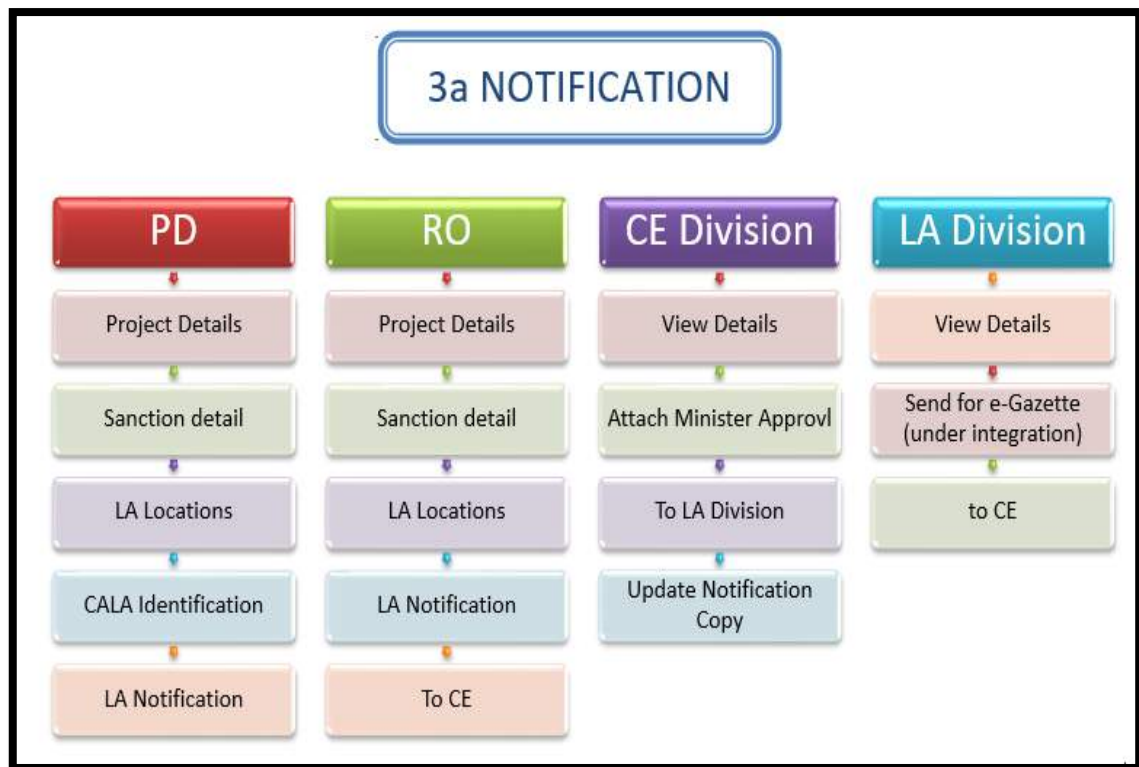 3a NOTIFICATION
PD
Project Details
Sanction detail
LA Locations
CALA Identification
LA Notification
RO
Project Details
Sanction detail
LA Locations
LA Notification
To CE
CE Division
View Details
Attach Minister Approvl
To LA Division
Update Notification
Copy
LA Division
View Details
Send for e-Gazette
(under integration)
to CE